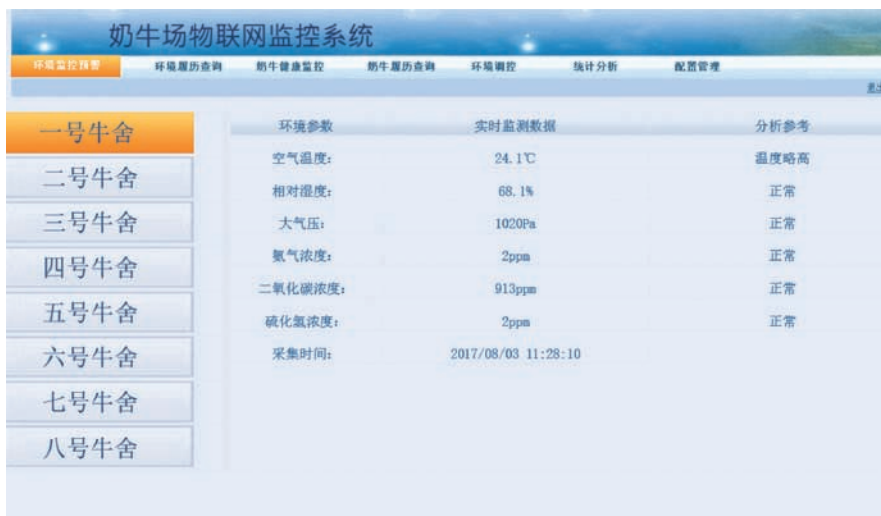 奶牛场物联网监控系统
环境监控预警 环境履历查询 奶牛健康监控 奶牛履历查询 环境调控 统计分析 配置管理
一号牛舍
二号牛舍
三号牛舍
四号牛舍
五号牛舍
六号牛舍
七号牛舍
八号牛舍
环境参数 实时监测数据 分析参考
空气温度: 24.1℃ 温度略高
相对湿度: 68.1% 正常
大气压: 1020Pa 正常
氨气浓度: 2ppm 正常
二氧化碳浓度: 913ppm 正常
硫化氢浓度: 2ppm 正常
采集时间: 2017/08/03 11:28:10